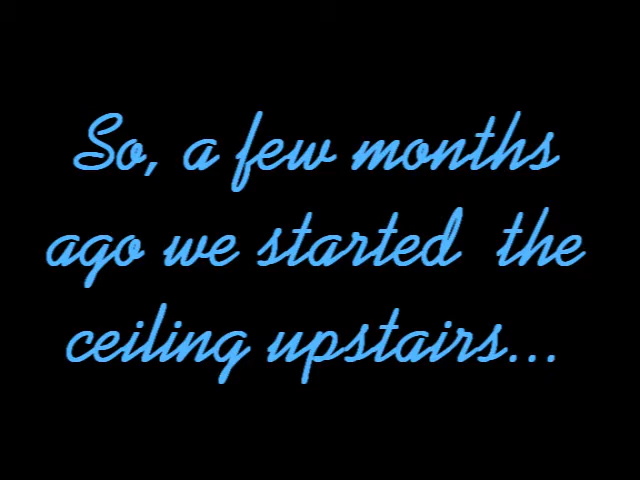 So, a few months
ago we started the
ceiling upstairs...